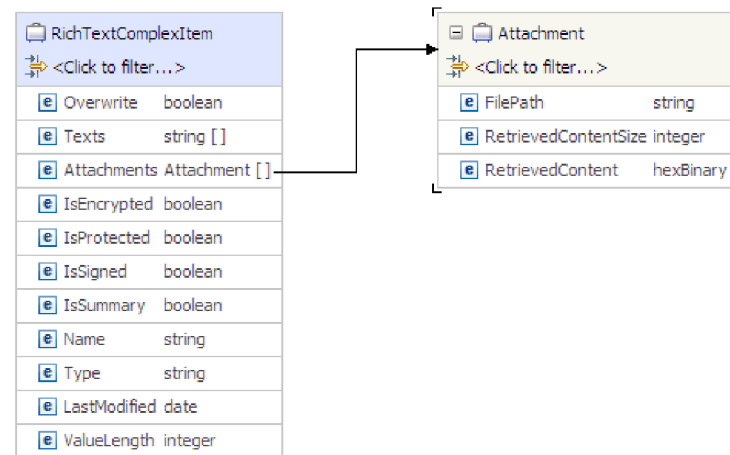 RichTextComplexItem
<Click to filter...>
e Overwrite boolean
e Texts string []
e Attachments Attachment []
e IsEncrypted boolean
e IsProtected boolean
e IsSigned boolean
e IsSummary boolean
e Name string
e Type string
e LastModified date
e ValueLength integer
Attachment
<Click to filter...>
e FilePath string
e RetrievedContentSize integer
e RetrievedContent hexBinary